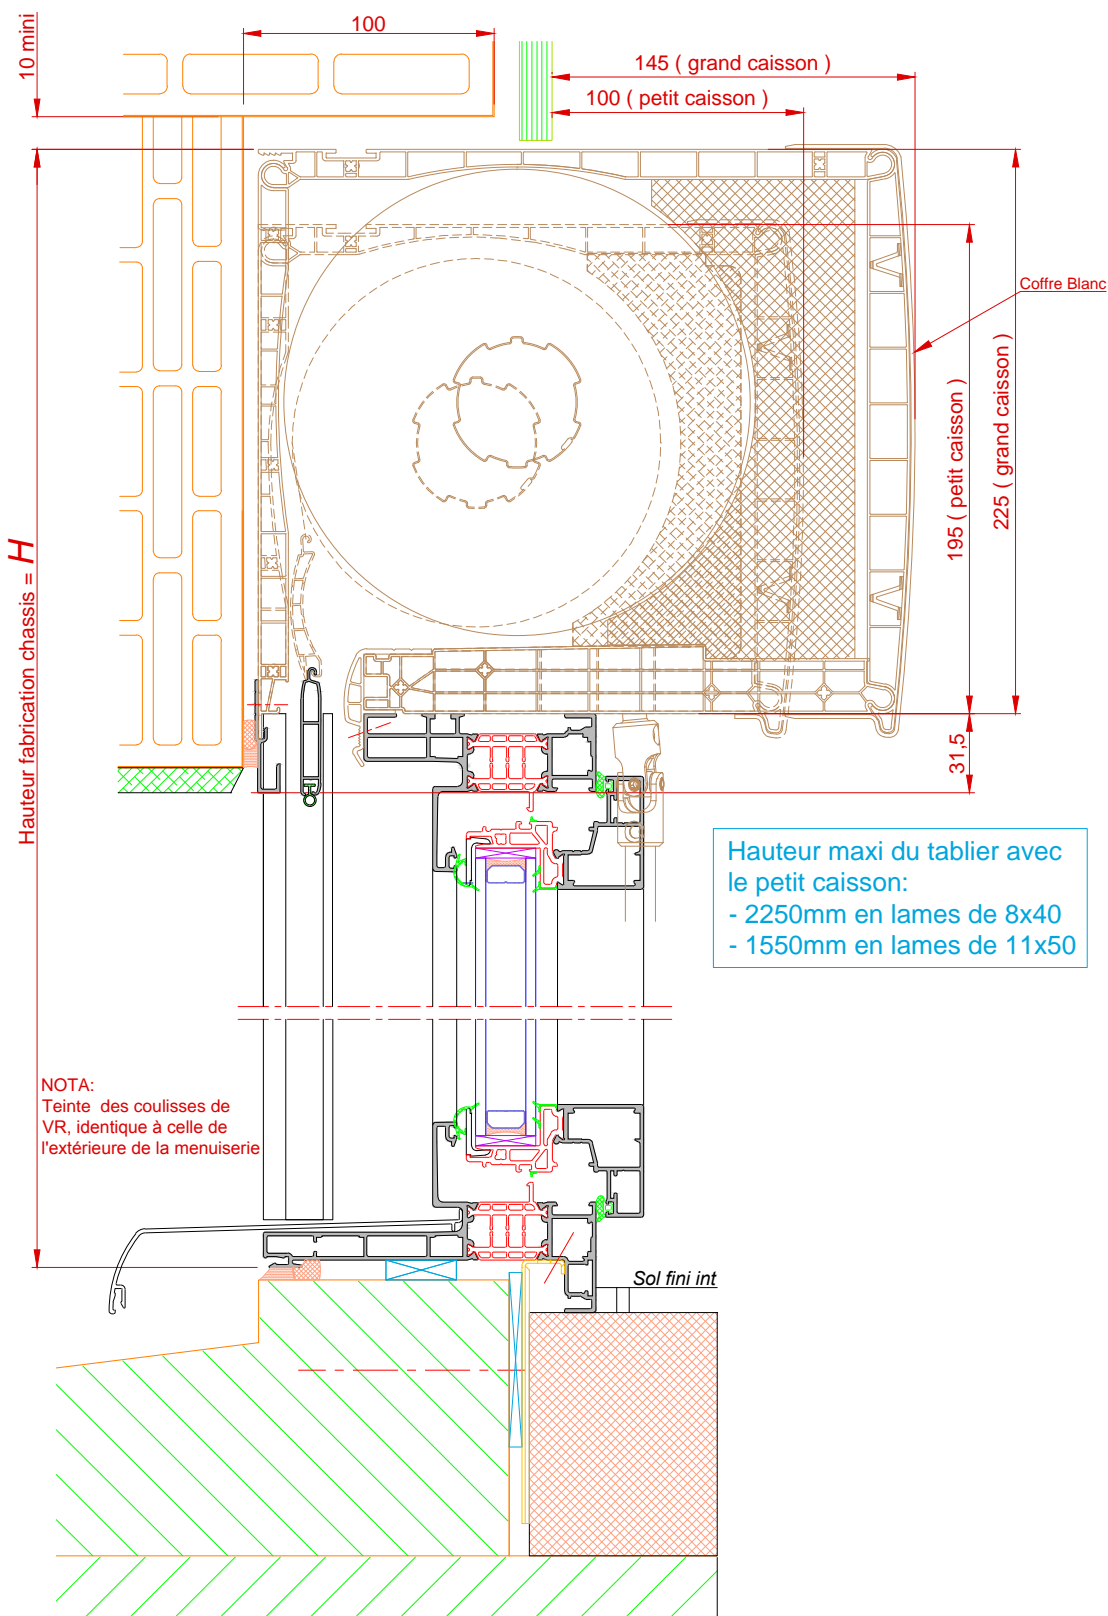 10 mini
100
145 ( grand caisson )
100 ( petit caisson )
Coffre Blanc
195 ( petit caisson )
225 ( grand caisson )
Hauteur fabrication chassis = H
31,5
Hauteur maxi du tablier avec
le petit caisson:
- 2250mm en lames de 8x40
- 1550mm en lames de 11x50
NOTA:
Teinte des coulisses de
VR, identique à celle de
l'extérieure de la menuiserie
Sol fini int